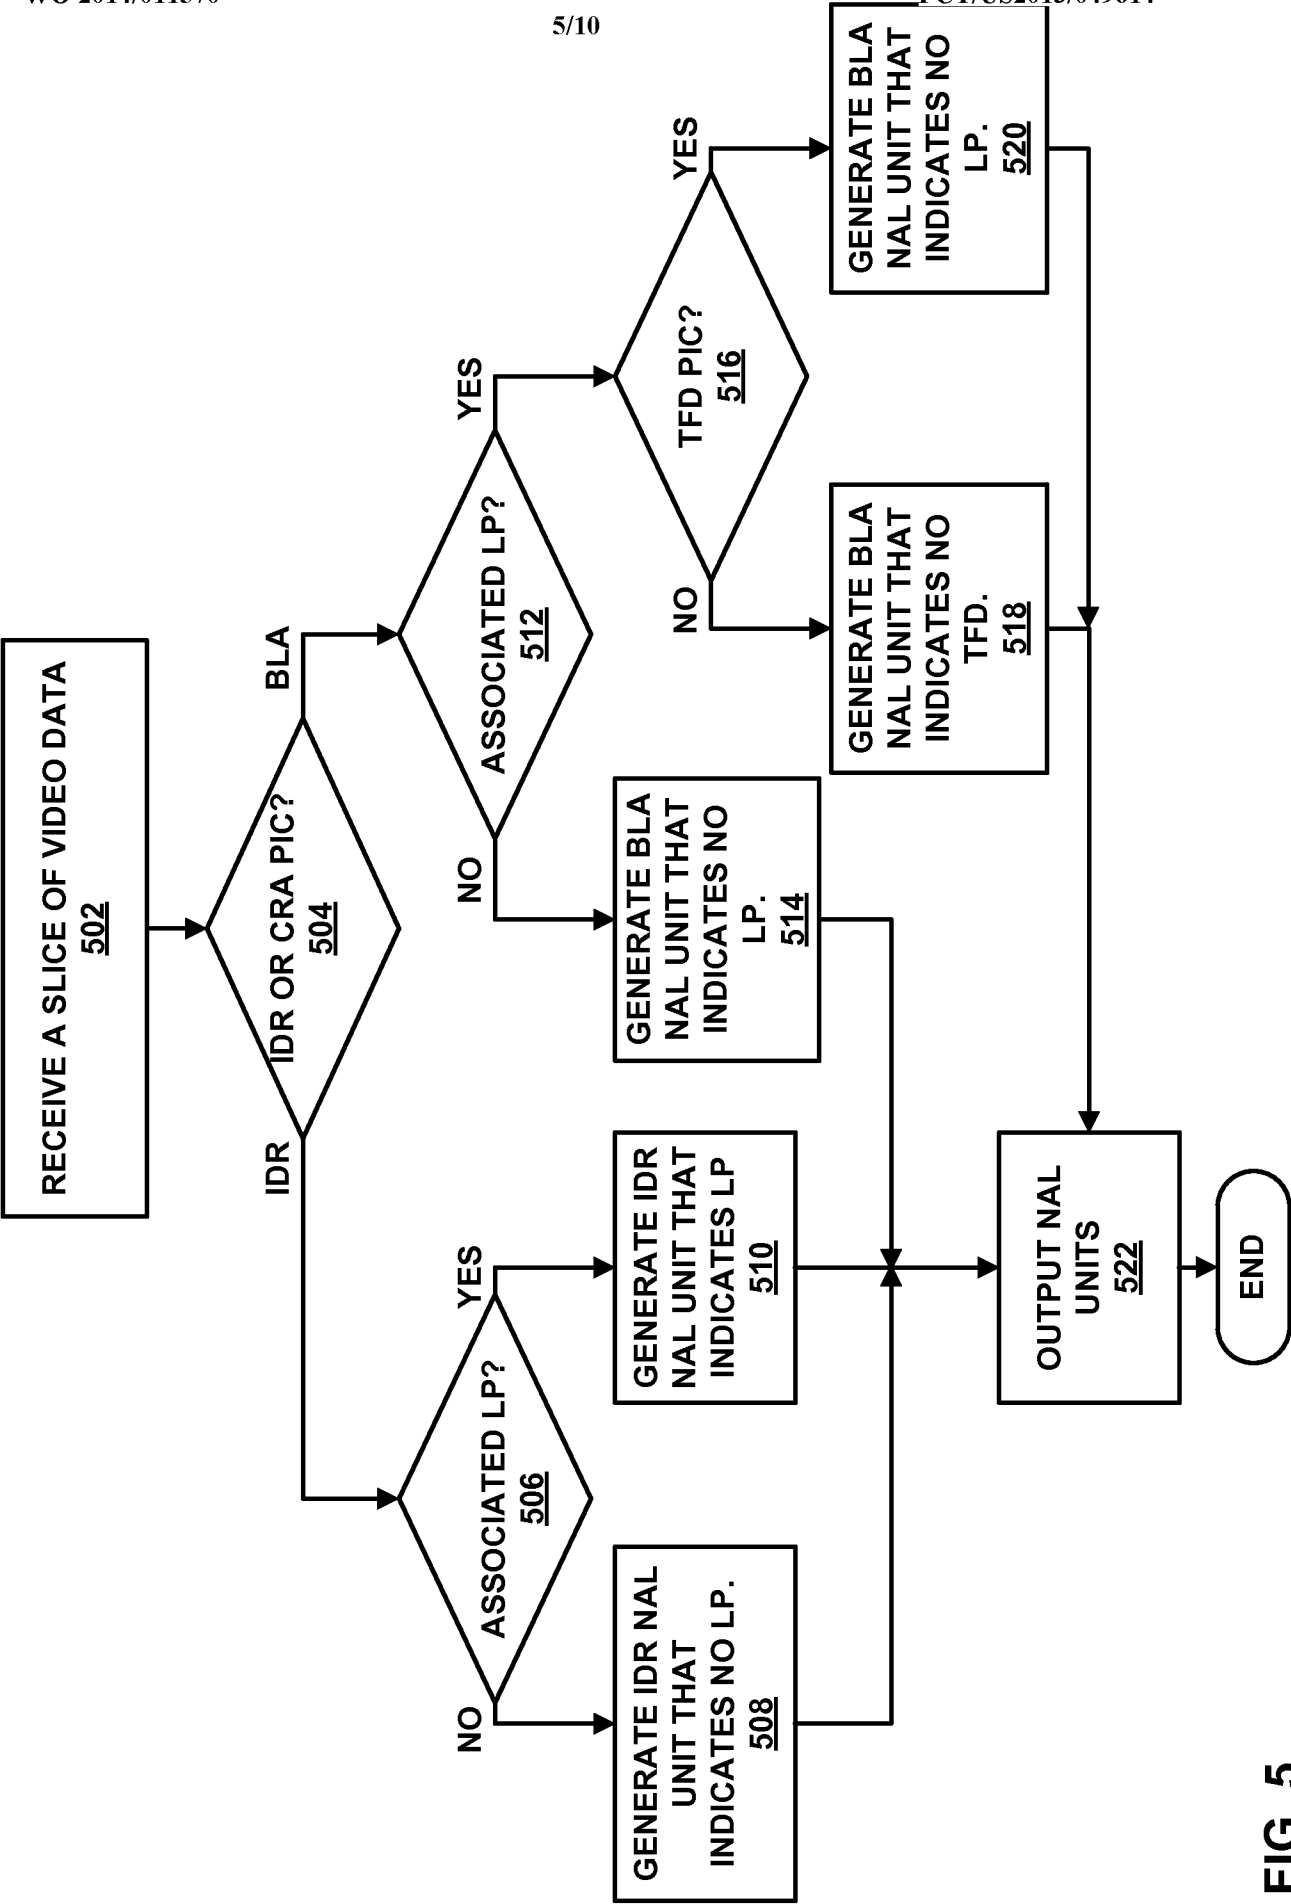 5/10
RECEIVE A SLICE OF VIDEO DATA
502
IDR OR CRA PIC?
504
IDR
BLA
ASSOCIATED LP?
506
NO
YES
ASSOCIATED LP?
512
NO
YES
GENERATE IDR NAL
UNIT THAT
INDICATES NO LP.
508
GENERATE IDR
NAL UNIT THAT
INDICATES LP
510
GENERATE BLA
NAL UNIT THAT
INDICATES NO
LP.
514
TFD PIC?
516
NO
YES
GENERATE BLA
NAL UNIT THAT
INDICATES NO
TFD.
518
GENERATE BLA
NAL UNIT THAT
INDICATES NO
LP.
520
OUTPUT NAL
UNITS
522
END
FIG. 5